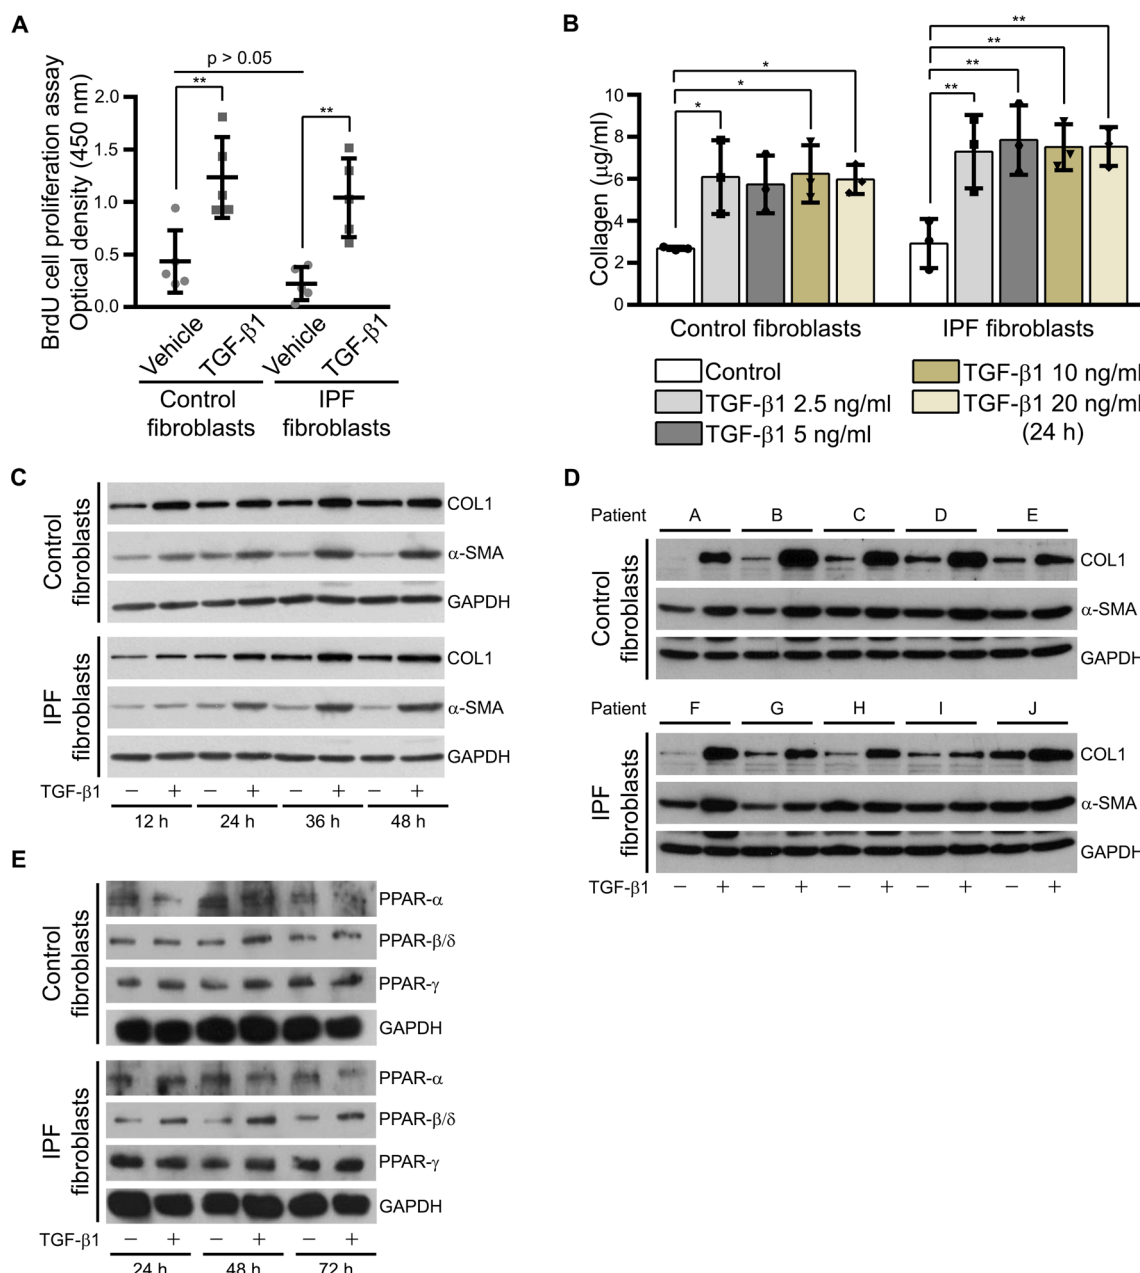 A
BrdU cell proliferation assay
Optical density (450 nm)
p > 0.05
**
**
2.0
1.5
1.0
0.5
0.0
Vehicle
TGF-β1
Vehicle
TGF-β1
Control
fibroblasts
IPF
fibroblasts
B
Collagen (μg/ml)
10
8
6
4
2
0
*
*
*
**
**
**
**
Control fibroblasts
IPF fibroblasts
Control
TGF-β1 2.5 ng/ml
TGF-β1 5 ng/ml
TGF-β1 10 ng/ml
TGF-β1 20 ng/ml
(24 h)
C
Control
fibroblasts
COL1
α-SMA
GAPDH
IPF
fibroblasts
COL1
α-SMA
GAPDH
TGF-β1 − + − + − + − +
12 h 24 h 36 h 48 h
D
Patient A B C D E
Control
fibroblasts
COL1
α-SMA
GAPDH
Patient F G H I J
IPF
fibroblasts
COL1
α-SMA
GAPDH
TGF-β1 − + − + − + − + − +
E
Control
fibroblasts
PPAR-α
PPAR-β/δ
PPAR-γ
GAPDH
IPF
fibroblasts
PPAR-α
PPAR-β/δ
PPAR-γ
GAPDH
TGF-β1 − + − + − +
24 h 48 h 72 h